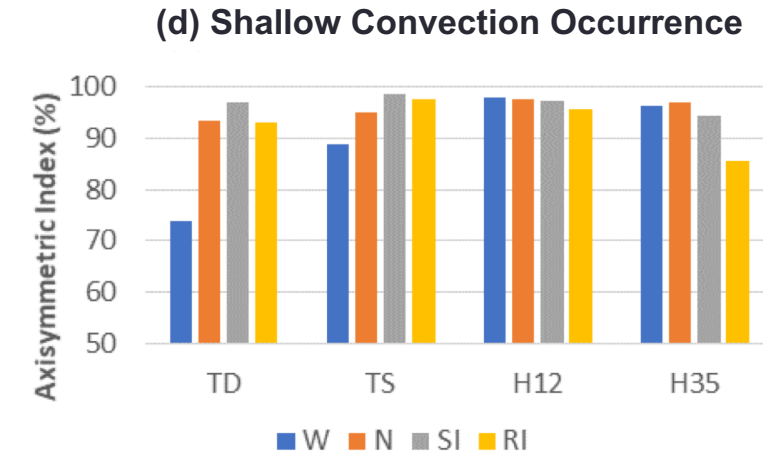 (d) Shallow Convection Occurrence
Axisymmetric Index (%)
100
90
80
70
60
50
TD TS H12 H35
W N SI RI